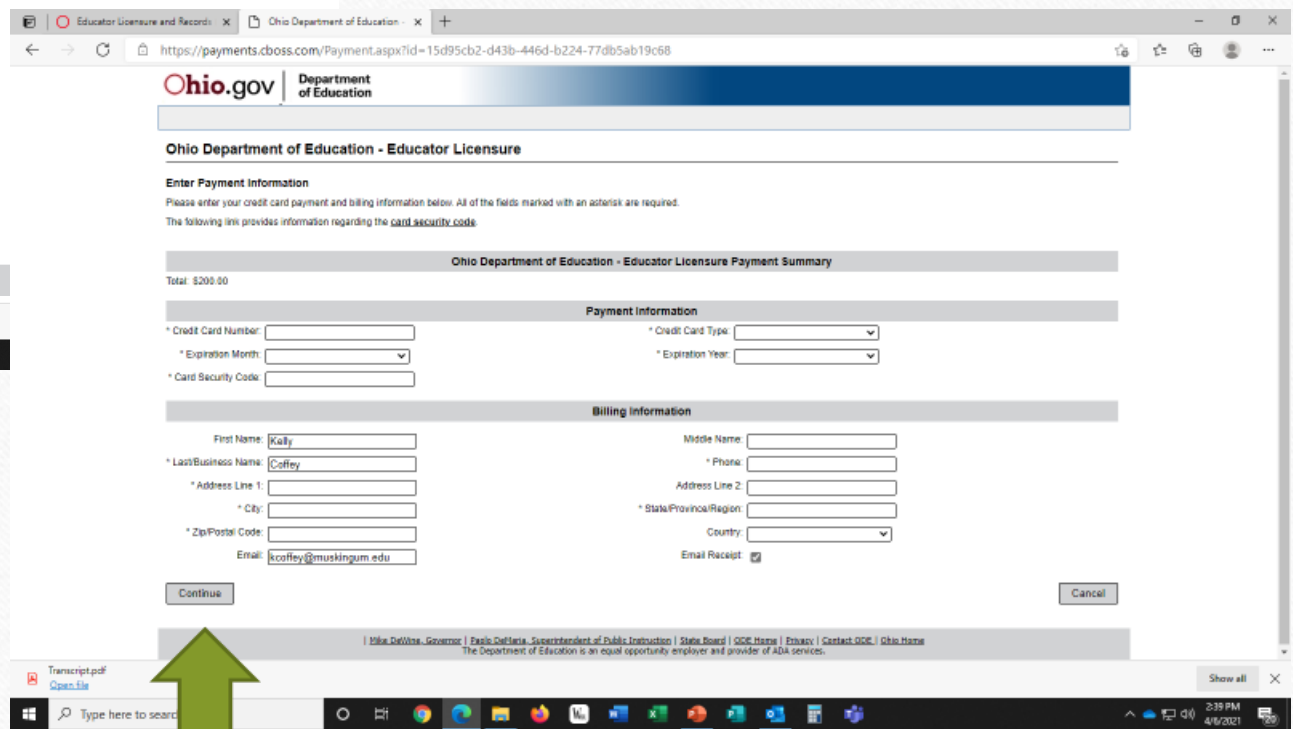 Educator Licensure and Records
Ohio Department of Education -
https://payments.cboss.com/Payment.aspx?id=15d95cb2-d43b-446d-b224-77db5ab19c68
Ohio.gov Department of Education
Ohio Department of Education - Educator Licensure
Enter Payment Information
Please enter your credit card payment and billing information below. All of the fields marked with an asterisk are required.
The following link provides information regarding the card security code.
Ohio Department of Education - Educator Licensure Payment Summary
Total: $200.00
Payment Information
* Credit Card Number: * Credit Card Type:
* Expiration Month: * Expiration Year:
* Card Security Code:
Billing Information
First Name: Kelly Middle Name:
* Last/Business Name: Coffey * Phone:
* Address Line 1: Address Line 2:
* City: * State/Province/Region:
* Zip/Postal Code: Country:
Email: kcoffey@muskingum.edu Email Receipt:
Continue Cancel
| Mike DeWine, Governor | Paolo DeMaria, Superintendent of Public Instruction | State Board | ODE Home | Privacy | Contact ODE | Ohio Home
The Department of Education is an equal opportunity employer and provider of ADA services.
Transcript.pdf
Open file
Show all
Type here to searc
2:39 PM
4/6/2021
20